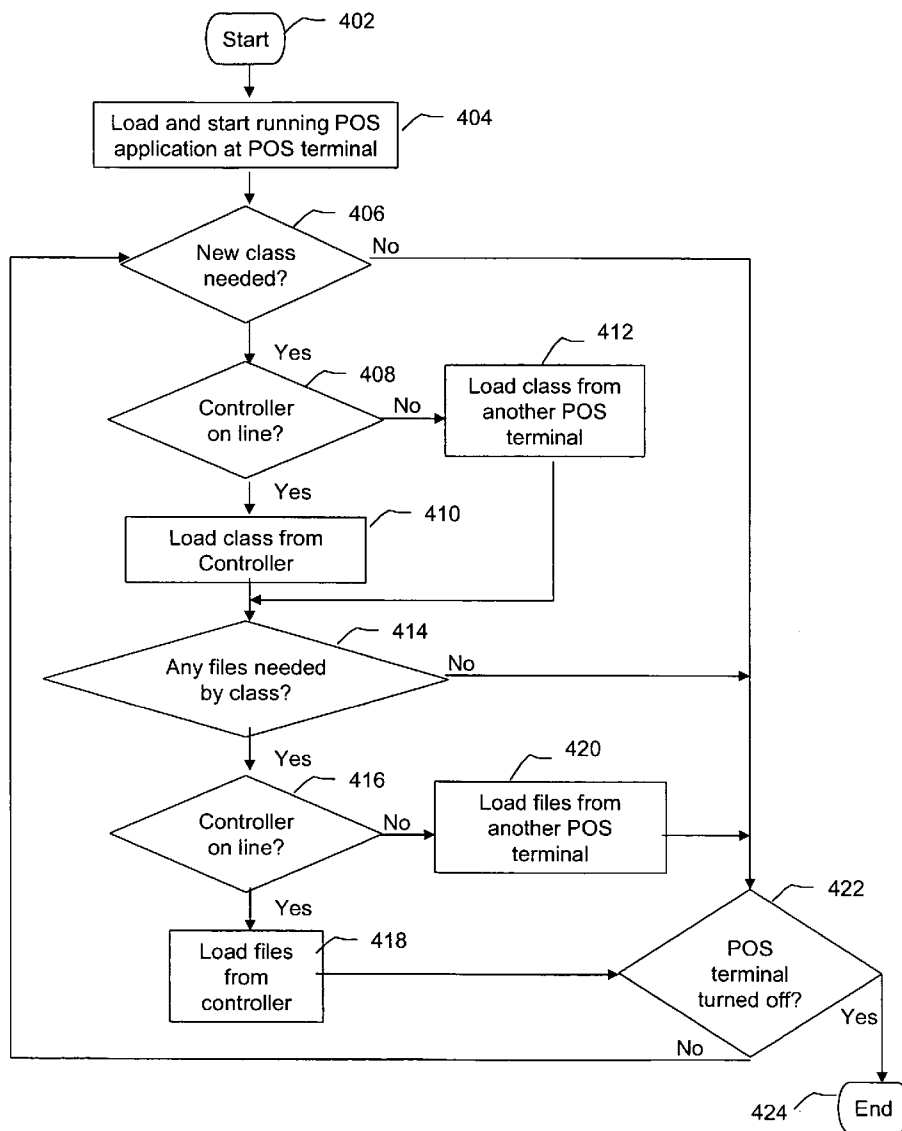 402
Start
Load and start running POS
application at POS terminal
404
406
New class
needed?
No
Yes
408
Controller
on line?
No
412
Load class from
another POS
terminal
Yes
410
Load class from
Controller
414
Any files needed
by class?
No
Yes
416
Controller
on line?
No
420
Load files from
another POS
terminal
Yes
418
Load files
from
controller
422
POS
terminal
turned off?
Yes
No
424
End